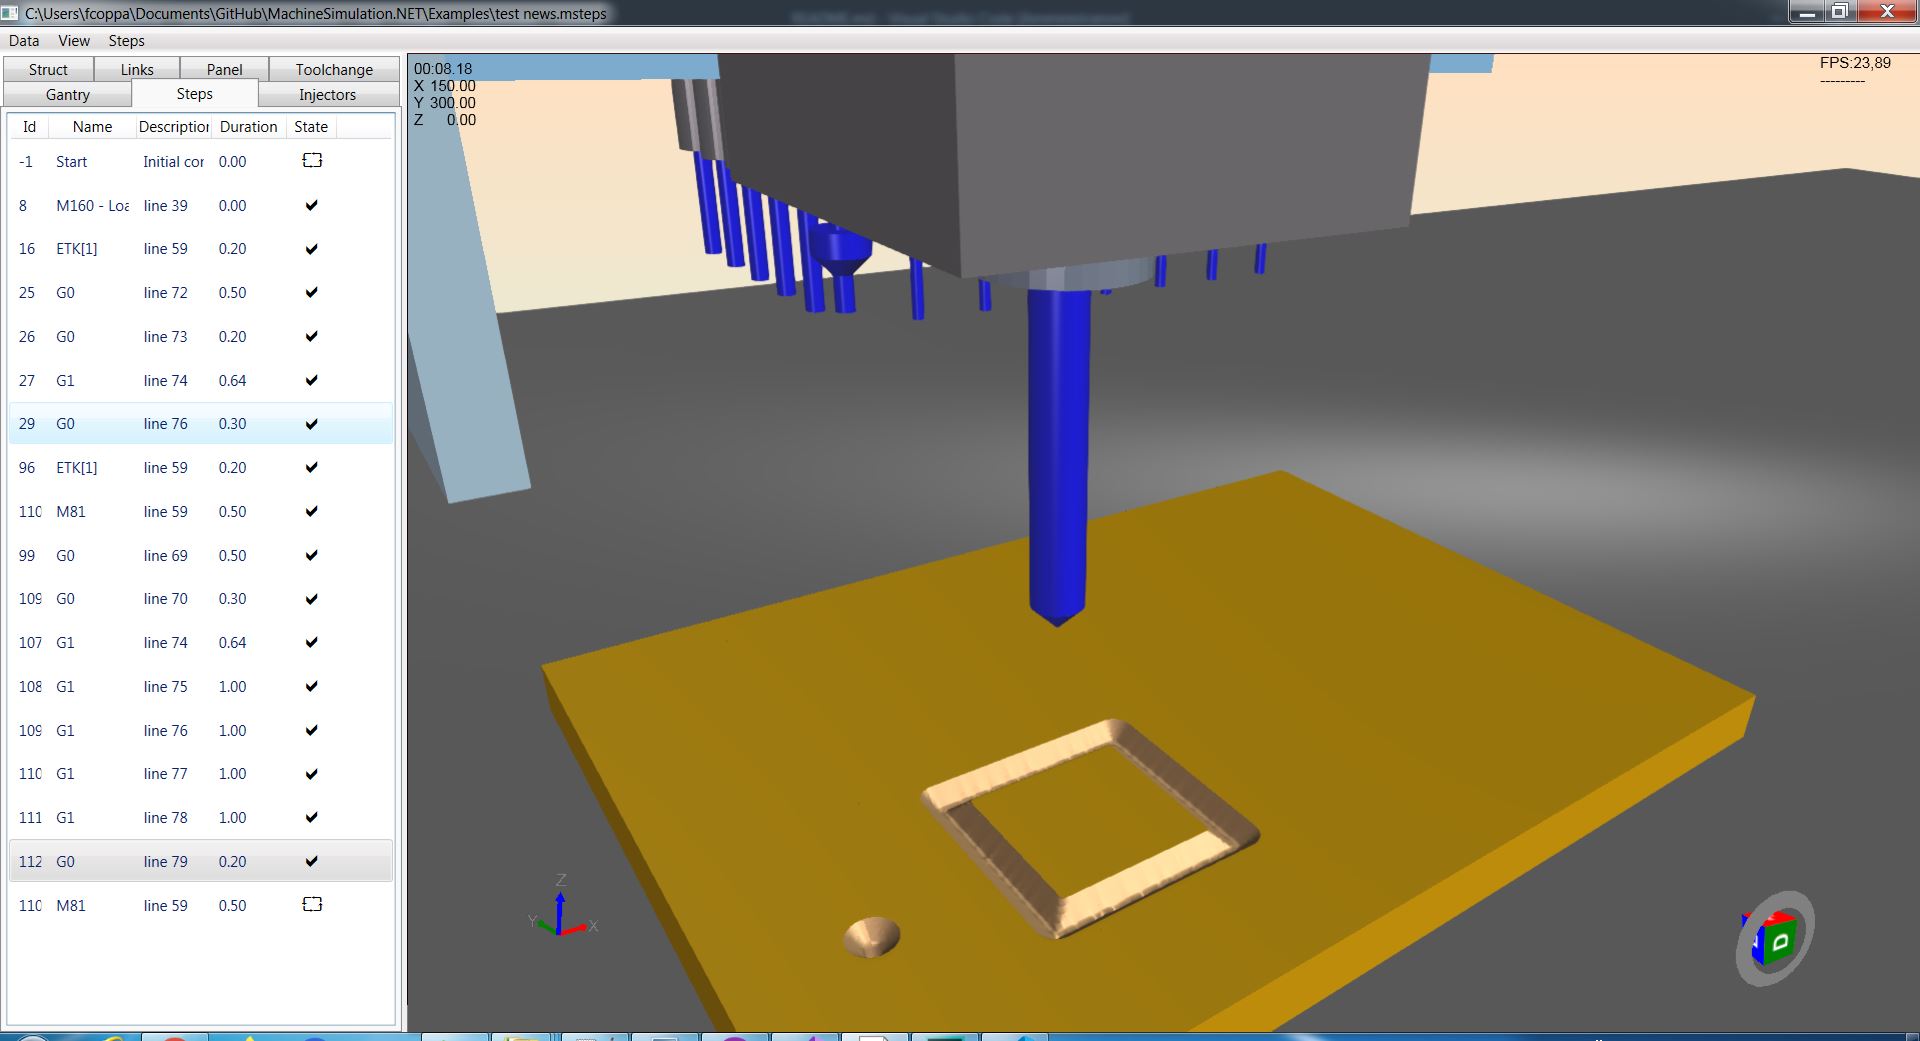 C:\Users\fcoppa\Documents\GitHub\MachineSimulation.NET\Examples\test news.msteps
Data View Steps
Struct Links Panel Toolchange
Gantry Steps Injectors
Id Name Description Duration State
-1 Start Initial cor 0.00
8 M160 - Loa line 39 0.00
16 ETK[1] line 59 0.20
25 G0 line 72 0.50
26 G0 line 73 0.20
27 G1 line 74 0.64
29 G0 line 76 0.30
96 ETK[1] line 59 0.20
110 M81 line 59 0.50
99 G0 line 69 0.50
109 G0 line 70 0.30
107 G1 line 74 0.64
108 G1 line 75 1.00
109 G1 line 76 1.00
110 G1 line 77 1.00
111 G1 line 78 1.00
112 G0 line 79 0.20
110 M81 line 59 0.50
00:08.18
X 150.00
Y 300.00
Z 0.00
FPS:23,89
---------
Z
Y X
D